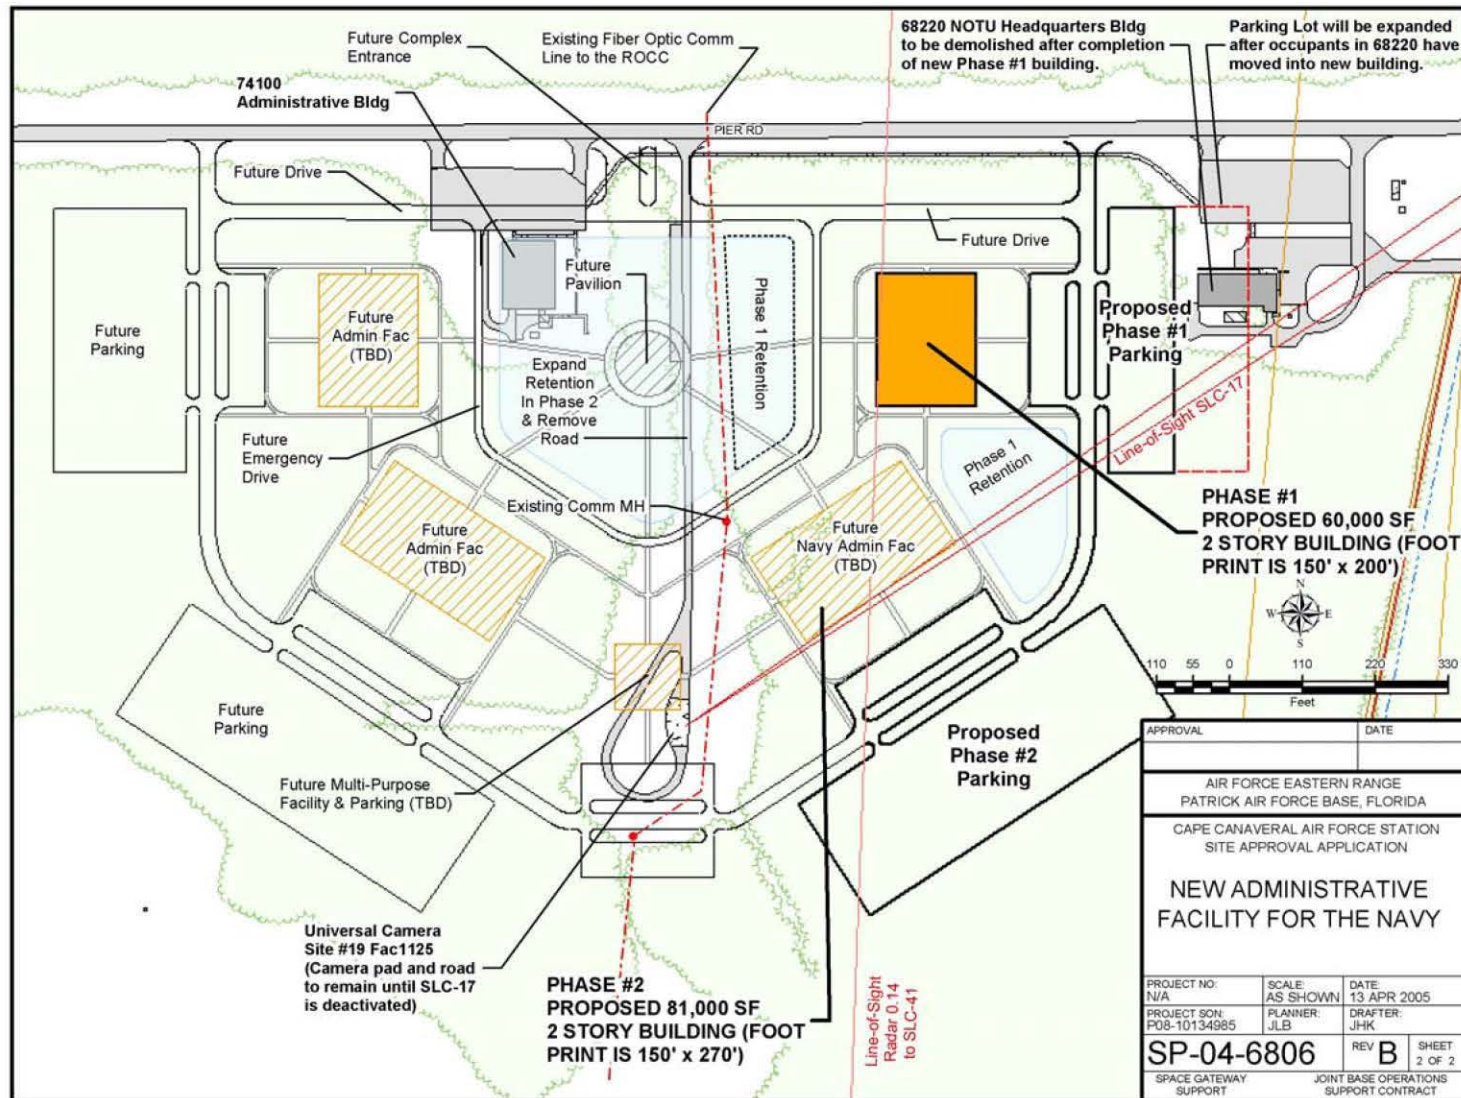 Future Complex
Entrance
Existing Fiber Optic Comm
Line to the ROCC
68220 NOTU Headquarters Bldg
to be demolished after completion
of new Phase #1 building.
Parking Lot will be expanded
after occupants in 68220 have
moved into new building.
74100
Administrative Bldg
PIER RD
Future Drive
Future Drive
Future
Pavilion
Phase 1 Retention
Future
Parking
Future
Admin Fac
(TBD)
Expand
Retention
In Phase 2
& Remove
Road
Proposed
Phase #1
Parking
Line-of-Sight SLC-17
Future
Emergency
Drive
Phase 1
Retention
Existing Comm MH
Future
Admin Fac
(TBD)
Future
Navy Admin Fac
(TBD)
PHASE #1
PROPOSED 60,000 SF
2 STORY BUILDING (FOOT
PRINT IS 150' x 200')
N
W E
S
110 55 0 110 220 330
Feet
Future
Parking
Proposed
Phase #2
Parking
Future Multi-Purpose
Facility & Parking (TBD)
Universal Camera
Site #19 Fac1125
(Camera pad and road
to remain until SLC-17
is deactivated)
PHASE #2
PROPOSED 81,000 SF
2 STORY BUILDING (FOOT
PRINT IS 150' x 270')
Line-of-Sight
Radar 0.14
to SLC-41
APPROVAL DATE
AIR FORCE EASTERN RANGE
PATRICK AIR FORCE BASE, FLORIDA
CAPE CANAVERAL AIR FORCE STATION
SITE APPROVAL APPLICATION
NEW ADMINISTRATIVE
FACILITY FOR THE NAVY
PROJECT NO: SCALE: DATE:
N/A AS SHOWN 13 APR 2005
PROJECT SON: PLANNER: DRAFTER:
P08-10134985 JLB JHK
SP-04-6806 REV B SHEET
2 OF 2
SPACE GATEWAY
SUPPORT
JOINT BASE OPERATIONS
SUPPORT CONTRACT